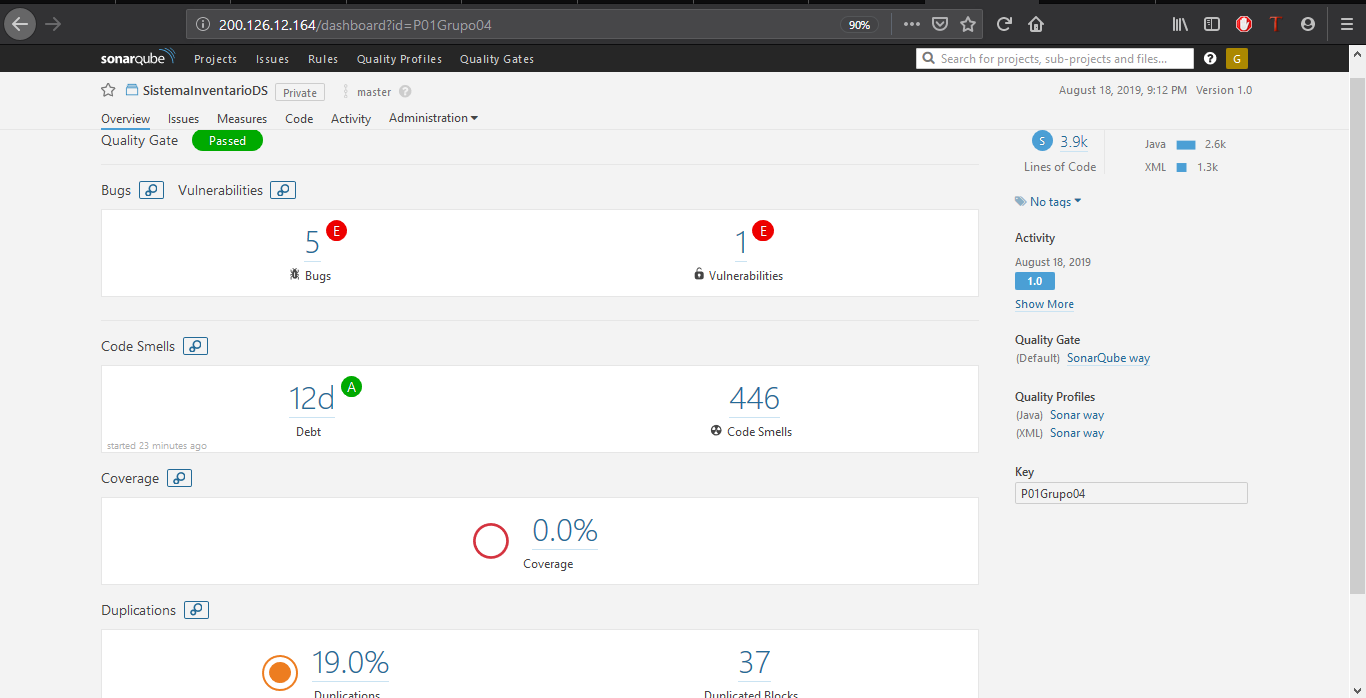 200.126.12.164/dashboard?id=P01Grupo04
90%
sonarqube
Projects
Issues
Rules
Quality Profiles
Quality Gates
Search for projects, sub-projects and files...
G
SistemaInventarioDS
Private
master
August 18, 2019, 9:12 PM Version 1.0
Overview
Issues
Measures
Code
Activity
Administration
Quality Gate
Passed
S
3.9k
Lines of Code
Java
2.6k
XML
1.3k
Bugs
Vulnerabilities
No tags
5
E
Bugs
1
E
Vulnerabilities
Activity
August 18, 2019
1.0
Show More
Code Smells
Quality Gate
(Default) SonarQube way
12d
A
Debt
446
Code Smells
started 23 minutes ago
Quality Profiles
(Java) Sonar way
(XML) Sonar way
Coverage
Key
P01Grupo04
0.0%
Coverage
Duplications
19.0%
Duplications
37
Duplicated Blocks